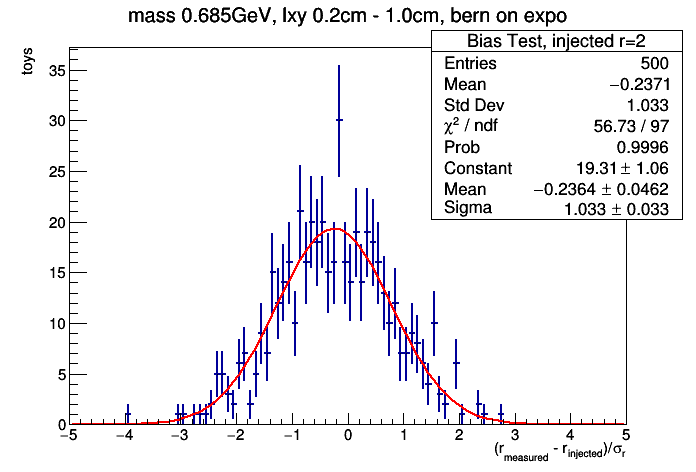 mass 0.685GeV, lxy 0.2cm - 1.0cm, bern on expo
toys
Bias Test, injected r=2
Entries 500
Mean −0.2371
Std Dev 1.033
χ² / ndf 56.73 / 97
Prob 0.9996
Constant 19.31 ± 1.06
Mean −0.2364 ± 0.0462
Sigma 1.033 ± 0.033
35
30
25
20
15
10
5
0
−5 −4 −3 −2 −1 0 1 2 3 4 5
(r_measured - r_injected)/σ_r